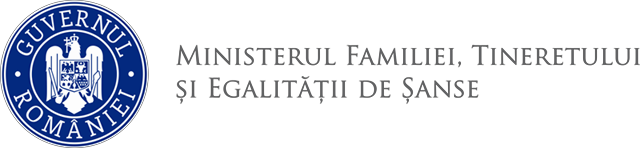 GUVERNUL
ROMÂNIEI
Ministerul Familiei, Tineretului
și Egalității de Șanse